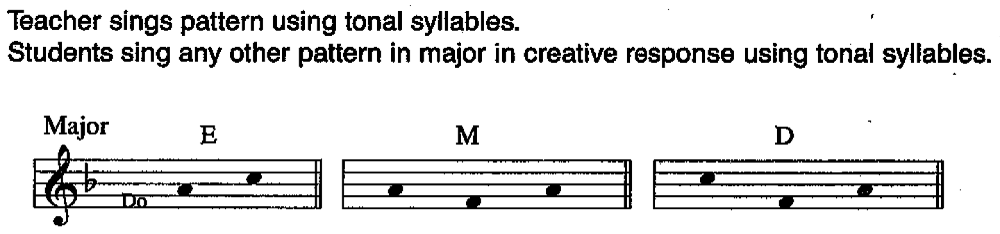 Teacher sings pattern using tonal syllables.
Students sing any other pattern in major in creative response using tonal syllables.
Major
E M D
Do